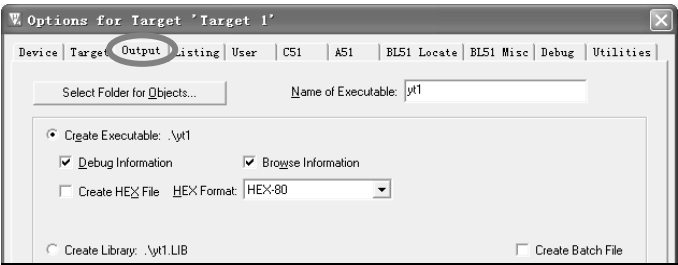 Options for Target 'Target 1'
Device Target Output Listing User C51 A51 BL51 Locate BL51 Misc Debug Utilities
Select Folder for Objects... Name of Executable: yt1
Create Executable: .\yt1
Debug Information Browse Information
Create HEX File HEX Format: HEX-80
Create Library: .\yt1.LIB Create Batch File